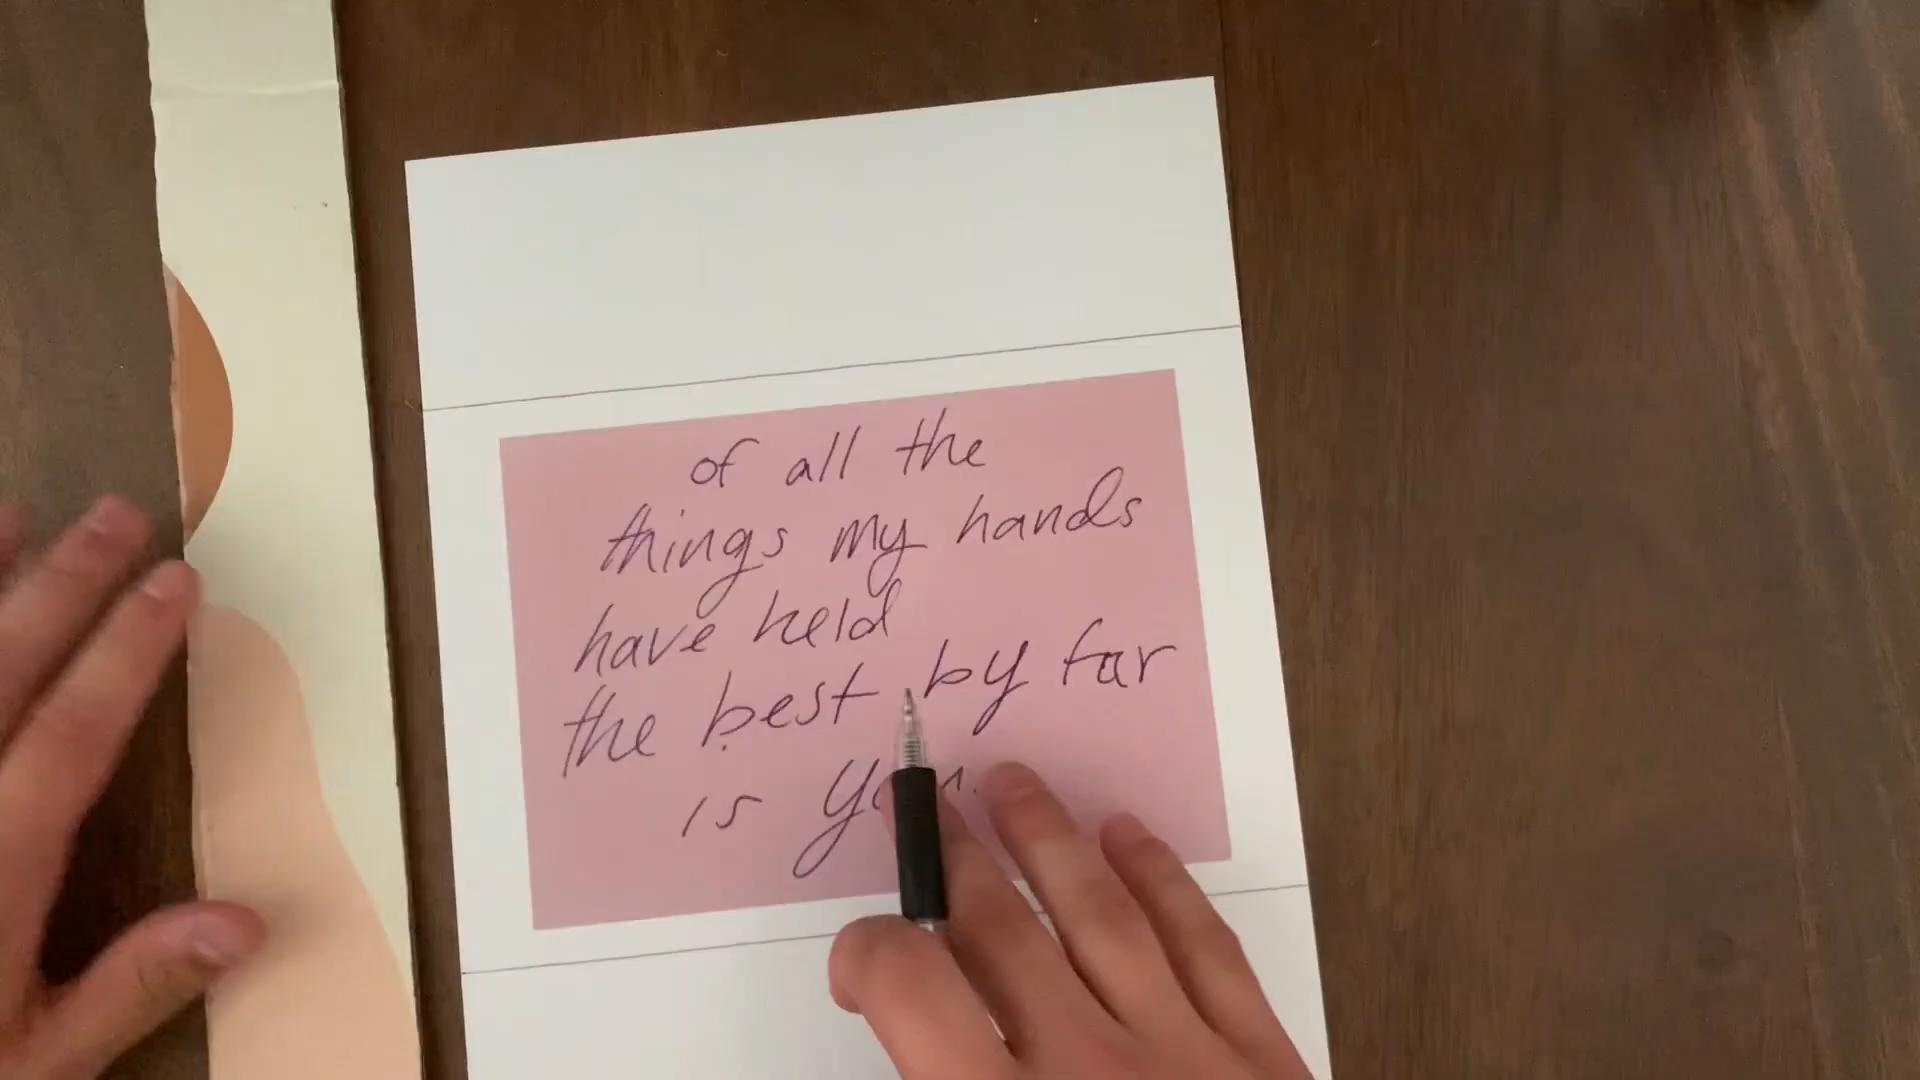 of all the
things my hands
have held
the best by far
is